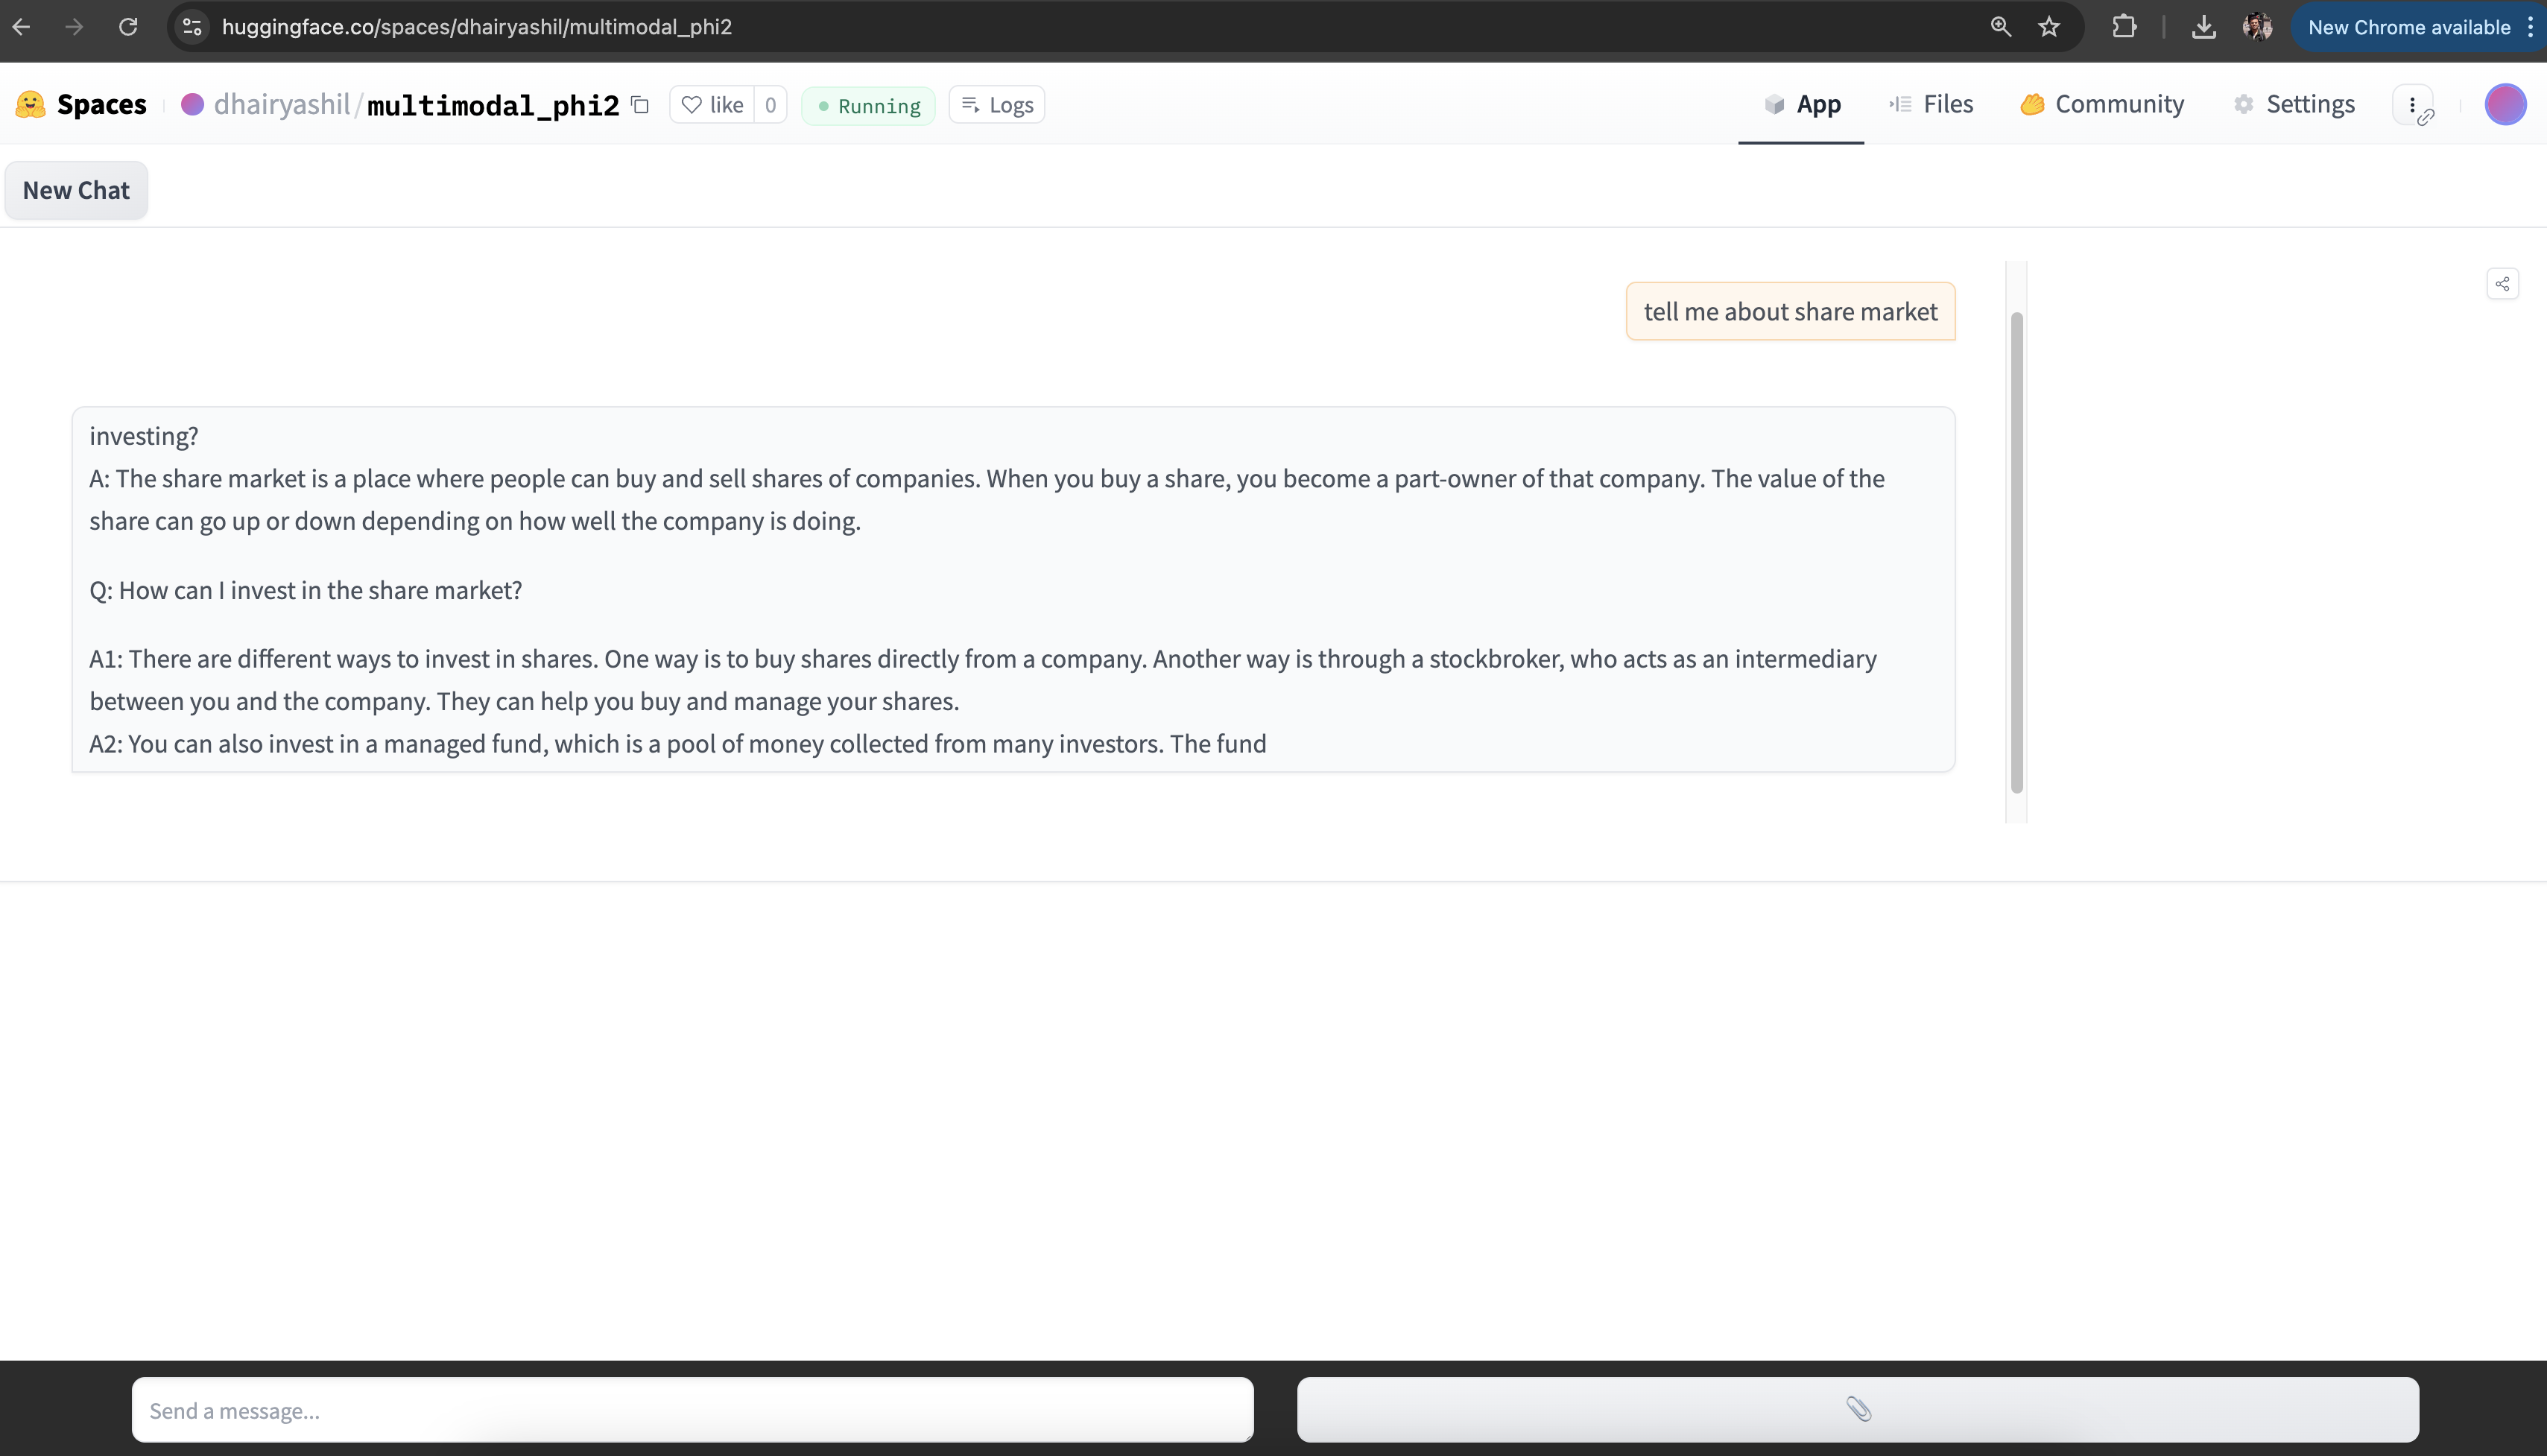 huggingface.co/spaces/dhairyashil/multimodal_phi2
New Chrome available
Spaces dhairyashil/multimodal_phi2 like 0 Running Logs App Files Community Settings
New Chat
tell me about share market
investing?
A: The share market is a place where people can buy and sell shares of companies. When you buy a share, you become a part-owner of that company. The value of the
share can go up or down depending on how well the company is doing.
Q: How can I invest in the share market?
A1: There are different ways to invest in shares. One way is to buy shares directly from a company. Another way is through a stockbroker, who acts as an intermediary
between you and the company. They can help you buy and manage your shares.
A2: You can also invest in a managed fund, which is a pool of money collected from many investors. The fund
Send a message...